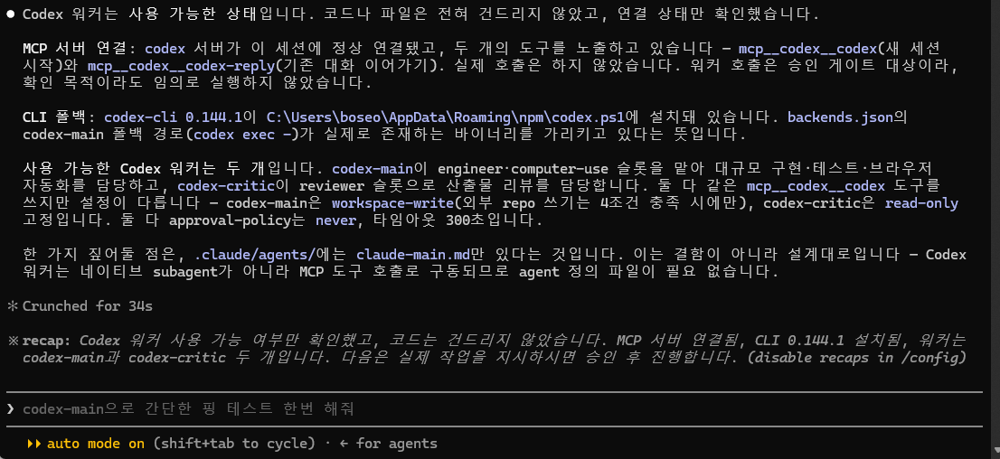 ● Codex 워커는 사용 가능한 상태입니다. 코드나 파일은 전혀 건드리지 않았고, 연결 상태만 확인했습니다.
MCP 서버 연결: codex 서버가 이 세션에 정상 연결됐고, 두 개의 도구를 노출하고 있습니다 — mcp__codex__codex(새 세션
시작)와 mcp__codex__codex-reply(기존 대화 이어가기). 실제 호출은 하지 않았습니다. 워커 호출은 승인 게이트 대상이라,
확인 목적이라도 임의로 실행하지 않았습니다.
CLI 폴백: codex-cli 0.144.1이 C:\Users\boseo\AppData\Roaming\npm\codex.ps1에 설치돼 있습니다. backends.json의
codex-main 폴백 경로(codex exec -)가 실제로 존재하는 바이너리를 가리키고 있다는 뜻입니다.
사용 가능한 Codex 워커는 두 개입니다. codex-main이 engineer·computer-use 슬롯을 맡아 대규모 구현·테스트·브라우저
자동화를 담당하고, codex-critic이 reviewer 슬롯으로 산출물 리뷰를 담당합니다. 둘 다 같은 mcp__codex__codex 도구를
쓰지만 설정이 다릅니다 — codex-main은 workspace-write(외부 repo 쓰기는 4조건 충족 시에만), codex-critic은 read-only
고정입니다. 둘 다 approval-policy는 never, 타임아웃 300초입니다.
한 가지 짚어둘 점은, .claude/agents/에는 claude-main.md만 있다는 것입니다. 이는 결함이 아니라 설계대로입니다 — Codex
워커는 네이티브 subagent가 아니라 MCP 도구 호출로 구동되므로 agent 정의 파일이 필요 없습니다.
✻ Crunched for 34s
※ recap: Codex 워커 사용 가능 여부만 확인했고, 코드는 건드리지 않았습니다. MCP 서버 연결됨, CLI 0.144.1 설치됨, 워커는
codex-main과 codex-critic 두 개입니다. 다음은 실제 작업을 지시하시면 승인 후 진행합니다. (disable recaps in /config)
❯ codex-main으로 간단한 핑 테스트 한번 해줘
⏵⏵ auto mode on (shift+tab to cycle) · ← for agents